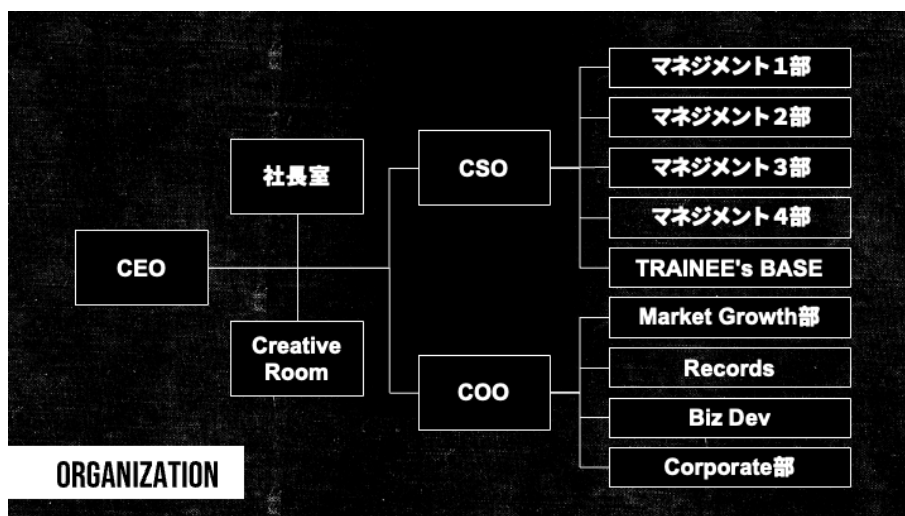 CEO
社長室
Creative
Room
CSO
COO
マネジメント１部
マネジメント２部
マネジメント３部
マネジメント４部
TRAINEE's BASE
Market Growth部
Records
Biz Dev
Corporate部
ORGANIZATION